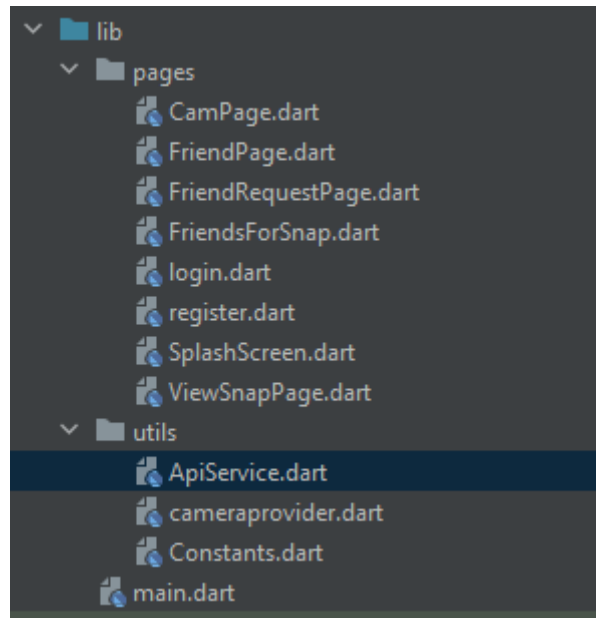 lib
pages
CamPage.dart
FriendPage.dart
FriendRequestPage.dart
FriendsForSnap.dart
login.dart
register.dart
SplashScreen.dart
ViewSnapPage.dart
utils
ApiService.dart
cameraprovider.dart
Constants.dart
main.dart